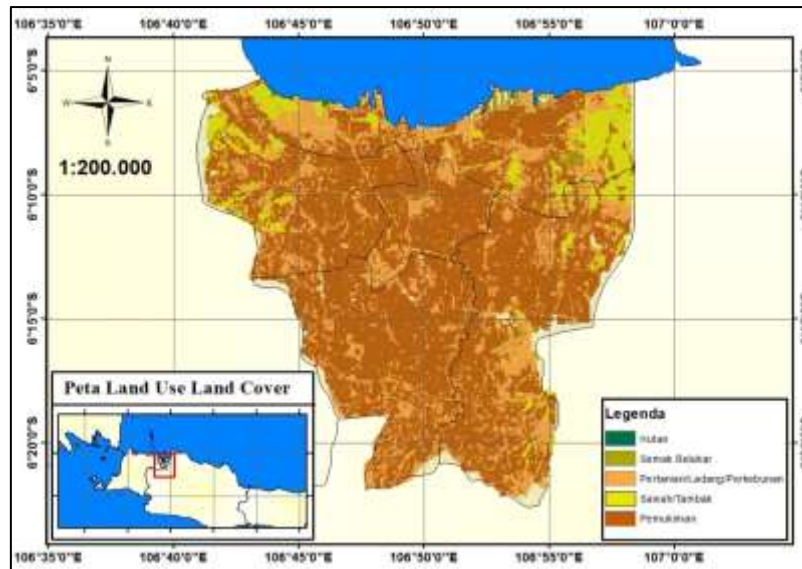 106°35'0"E 106°40'0"E 106°45'0"E 106°50'0"E 106°55'0"E 107°0'0"E
6°5'0"S
6°10'0"S
6°15'0"S
6°20'0"S
N
W E
S
1:200.000
Peta Land Use Land Cover
Legenda
Hutan
Semak Belukar
Pertanian/Ladang/Perkebunan
Sawah/Tambak
Pemukiman
106°35'0"E 106°40'0"E 106°45'0"E 106°50'0"E 106°55'0"E 107°0'0"E